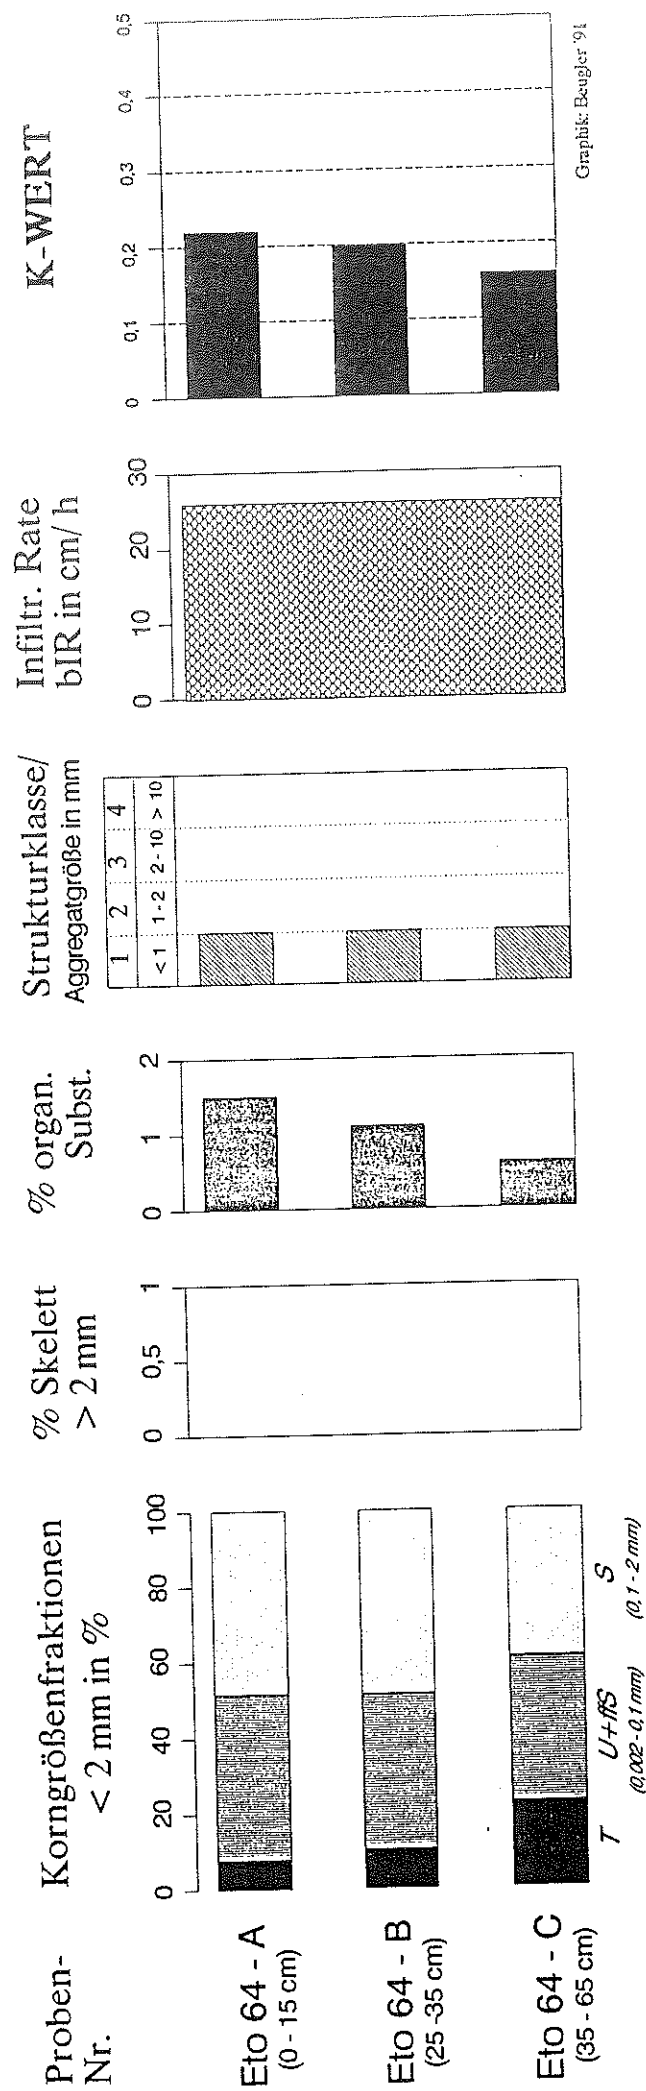 Proben-
Nr.
Korngrößenfraktionen
< 2 mm in %
% Skelett
> 2 mm
% organ.
Subst.
Strukturklasse/
Aggregatgröße in mm
Infiltr. Rate
bIR in cm/ h
K-WERT
0 20 40 60 80 100
0 0,5 1
0 1 2
1 2 3 4
< 1 1 - 2 2 - 10 > 10
0 10 20 30
0 0,1 0,2 0,3 0,4 0,5
Eto 64 - A
(0 - 15 cm)
Eto 64 - B
(25 -35 cm)
Eto 64 - C
(35 - 65 cm)
T U+ffS S
(0,002 - 0,1 mm) (0,1 - 2 mm)
Graphik: Beugler '91